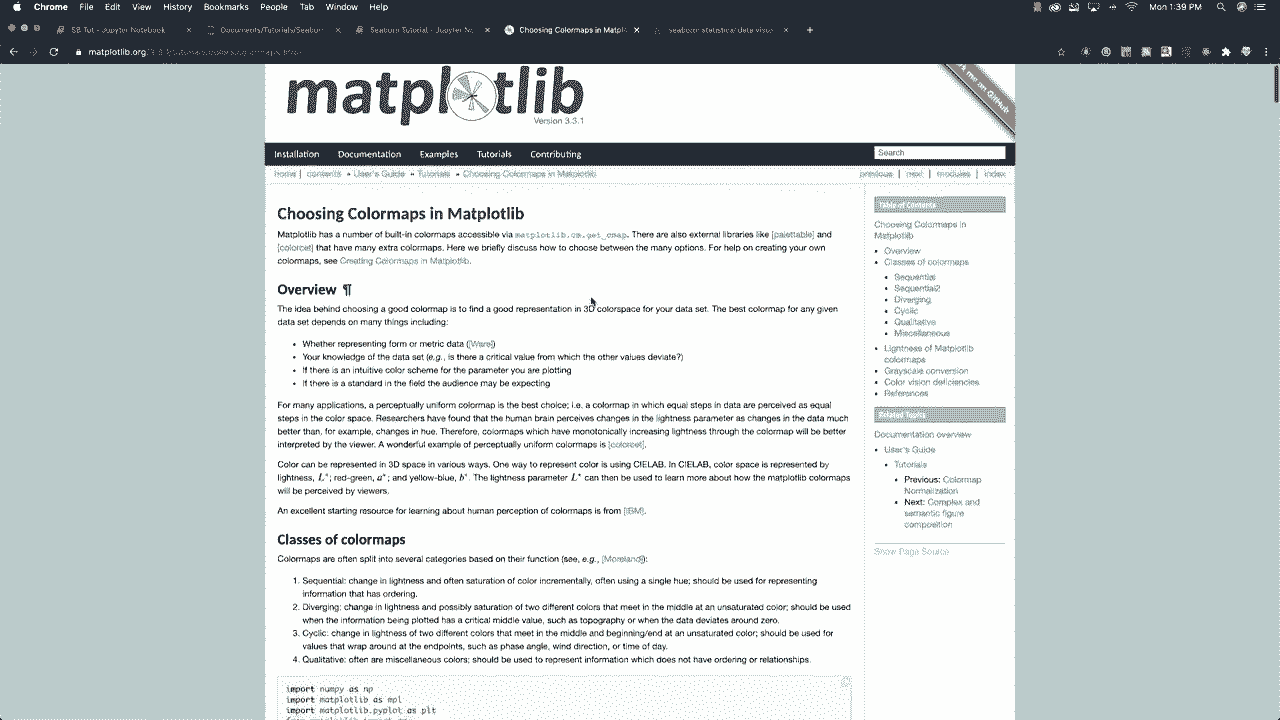 Chrome File Edit View History Bookmarks People Tab Window Help Mon 1:39 PM
SB Tut - Jupyter Notebook
Documents/Tutorials/Seabor
Seaborn Tutorial - Jupyter No
Choosing Colormaps in Matpl
seaborn: statistical data visual
matplotlib.org
matplotlib
Version 3.3.1
me on GitHub
Installation Documentation Examples Tutorials Contributing
Search
home | contents » User's Guide » Tutorials » Choosing Colormaps in Matplotlib
previous | next | modules | index
Choosing Colormaps in Matplotlib
Matplotlib has a number of built-in colormaps accessible via matplotlib.cm.get_cmap. There are also external libraries like [palettable] and
[colorcet] that have many extra colormaps. Here we briefly discuss how to choose between the many options. For help on creating your own
colormaps, see Creating Colormaps in Matplotlib.
Overview ¶
The idea behind choosing a good colormap is to find a good representation in 3D colorspace for your data set. The best colormap for any given
data set depends on many things including:
• Whether representing form or metric data ([Ware])
• Your knowledge of the data set (e.g., is there a critical value from which the other values deviate?)
• If there is an intuitive color scheme for the parameter you are plotting
• If there is a standard in the field the audience may be expecting
For many applications, a perceptually uniform colormap is the best choice; i.e. a colormap in which equal steps in data are perceived as equal
steps in the color space. Researchers have found that the human brain perceives changes in the lightness parameter as changes in the data much
better than, for example, changes in hue. Therefore, colormaps which have monotonically increasing lightness through the colormap will be better
interpreted by the viewer. A wonderful example of perceptually uniform colormaps is [colorcet].
Color can be represented in 3D space in various ways. One way to represent color is using CIELAB. In CIELAB, color space is represented by
lightness, L*; red-green, a*; and yellow-blue, b*. The lightness parameter L* can then be used to learn more about how the matplotlib colormaps
will be perceived by viewers.
An excellent starting resource for learning about human perception of colormaps is from [IBM].
Classes of colormaps
Colormaps are often split into several categories based on their function (see, e.g., [Moreland]):
1. Sequential: change in lightness and often saturation of color incrementally, often using a single hue; should be used for representing
information that has ordering.
2. Diverging: change in lightness and possibly saturation of two different colors that meet in the middle at an unsaturated color; should be used
when the information being plotted has a critical middle value, such as topography or when the data deviates around zero.
3. Cyclic: change in lightness of two different colors that meet in the middle and beginning/end at an unsaturated color; should be used for
values that wrap around at the endpoints, such as phase angle, wind direction, or time of day.
4. Qualitative: often are miscellaneous colors; should be used to represent information which does not have ordering or relationships.
import numpy as np
import matplotlib as mpl
import matplotlib.pyplot as plt
Table of Contents
Choosing Colormaps in
Matplotlib
• Overview
• Classes of colormaps
• Sequential
• Sequential2
• Diverging
• Cyclic
• Qualitative
• Miscellaneous
• Lightness of Matplotlib
colormaps
• Grayscale conversion
• Color vision deficiencies
• References
Related Topics
Documentation overview
• User's Guide
• Tutorials
• Previous: Colormap
Normalization
• Next: Complex and
semantic figure
composition
Show Page Source